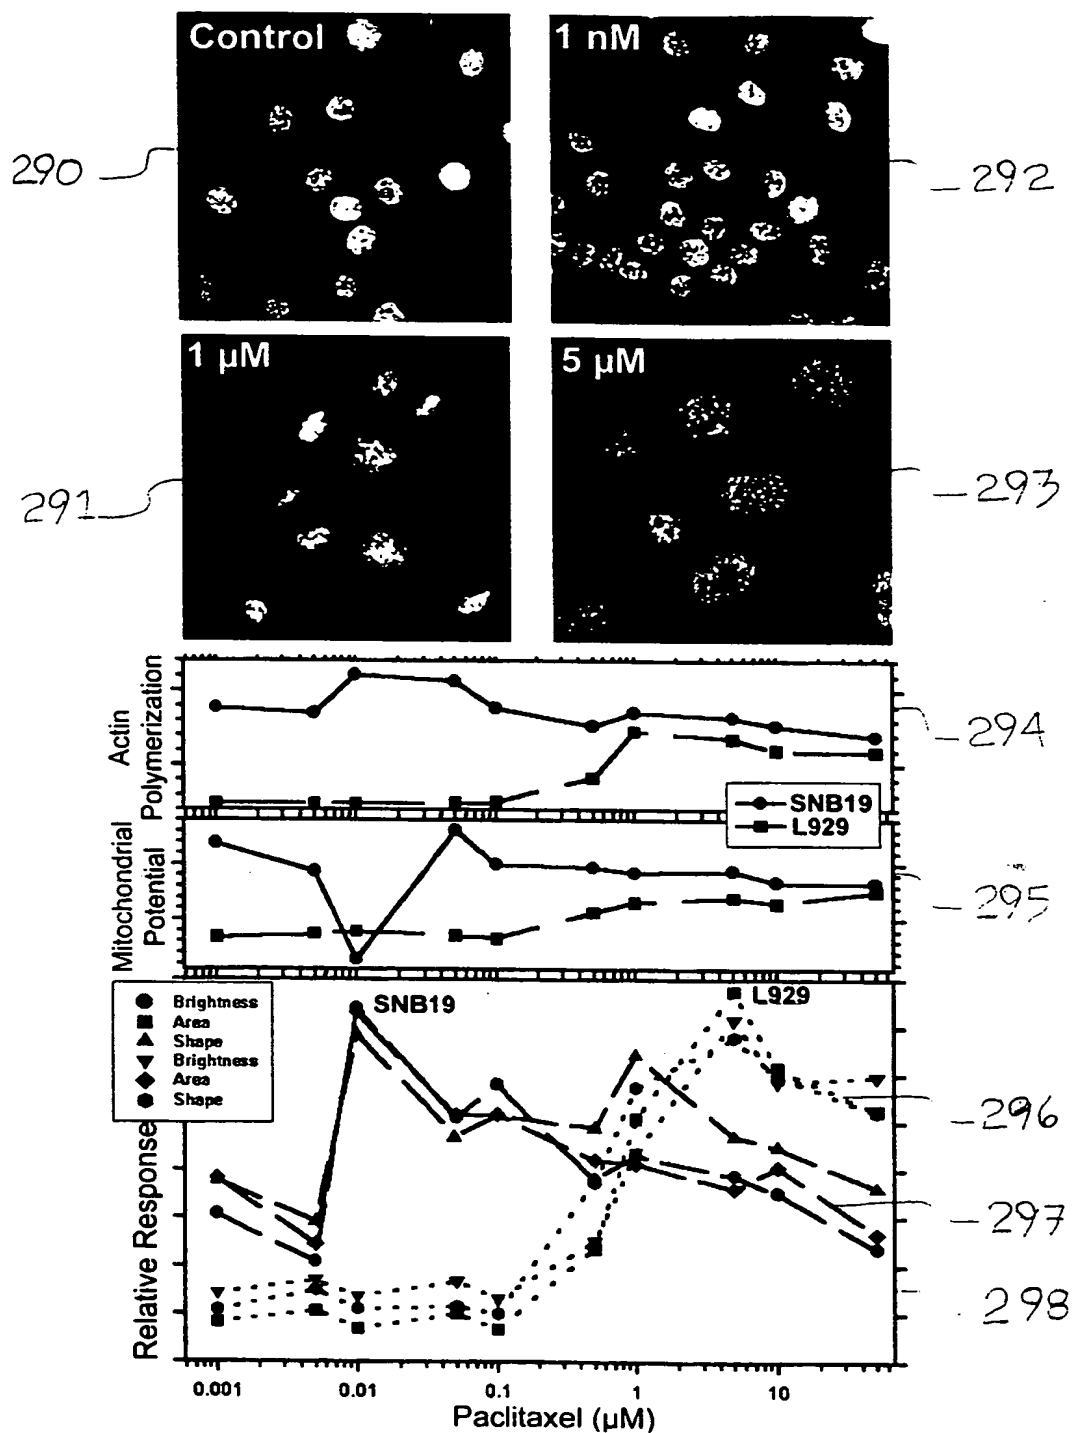 Control
1 nM
290
292
1 µM
5 µM
291
293
Actin
Polymerization
294
SNB19
L929
Mitochondrial
Potential
295
Brightness
Area
Shape
Brightness
Area
Shape
SNB19
L929
296
297
298
Relative Response
0.001
0.01
0.1
1
10
Paclitaxel (µM)